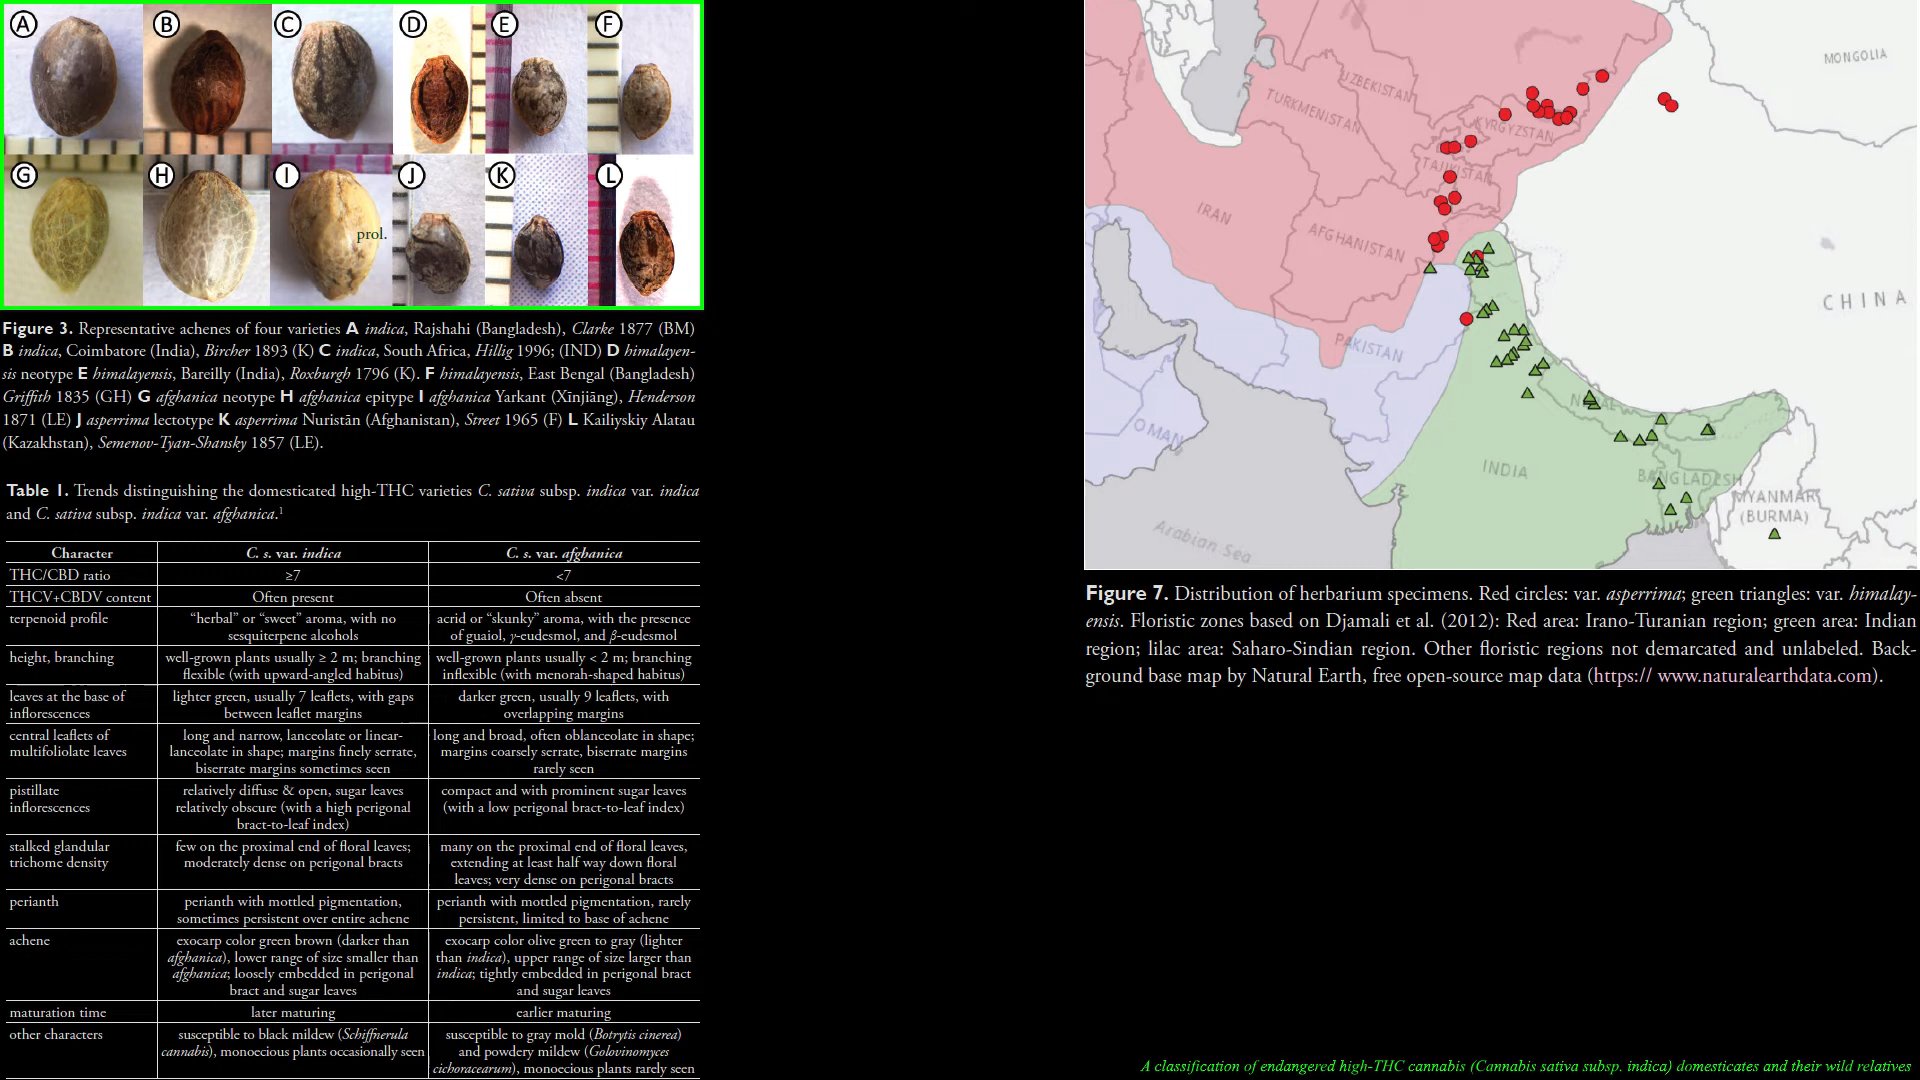 A
B
C
D
E
F
G
H
I
J
K
L
prol.
Figure 3. Representative achenes of four varieties A indica, Rajshahi (Bangladesh), Clarke 1877 (BM)
B indica, Coimbatore (India), Bircher 1893 (K) C indica, South Africa, Hillig 1996; (IND) D himalayen-
sis neotype E himalayensis, Bareilly (India), Roxburgh 1796 (K). F himalayensis, East Bengal (Bangladesh)
Griffith 1835 (GH) G afghanica neotype H afghanica epitype I afghanica Yarkant (Xīnjiāng), Henderson
1871 (LE) J asperrima lectotype K asperrima Nuristān (Afghanistan), Street 1965 (F) L Kailiyskiy Alatau
(Kazakhstan), Semenov-Tyan-Shansky 1857 (LE).
Table 1. Trends distinguishing the domesticated high-THC varieties C. sativa subsp. indica var. indica
and C. sativa subsp. indica var. afghanica.1
Character
C. s. var. indica
C. s. var. afghanica
THC/CBD ratio
≥7
<7
THCV+CBDV content
Often present
Often absent
terpenoid profile
"herbal" or "sweet" aroma, with no
sesquiterpene alcohols
acrid or "skunky" aroma, with the presence
of guaiol, γ-eudesmol, and β-eudesmol
height, branching
well-grown plants usually ≥ 2 m; branching
flexible (with upward-angled habitus)
well-grown plants usually < 2 m; branching
inflexible (with menorah-shaped habitus)
leaves at the base of
inflorescences
lighter green, usually 7 leaflets, with gaps
between leaflet margins
darker green, usually 9 leaflets, with
overlapping margins
central leaflets of
multifoliolate leaves
long and narrow, lanceolate or linear-
lanceolate in shape; margins finely serrate,
biserrate margins sometimes seen
long and broad, often oblanceolate in shape;
margins coarsely serrate, biserrate margins
rarely seen
pistillate
inflorescences
relatively diffuse & open, sugar leaves
relatively obscure (with a high perigonal
bract-to-leaf index)
compact and with prominent sugar leaves
(with a low perigonal bract-to-leaf index)
stalked glandular
trichome density
few on the proximal end of floral leaves;
moderately dense on perigonal bracts
many on the proximal end of floral leaves,
extending at least half way down floral
leaves; very dense on perigonal bracts
perianth
perianth with mottled pigmentation,
sometimes persistent over entire achene
perianth with mottled pigmentation, rarely
persistent, limited to base of achene
achene
exocarp color green brown (darker than
afghanica), lower range of size smaller than
afghanica; loosely embedded in perigonal
bract and sugar leaves
exocarp color olive green to gray (lighter
than indica), upper range of size larger than
indica; tightly embedded in perigonal bract
and sugar leaves
maturation time
later maturing
earlier maturing
other characters
susceptible to black mildew (Schiffnerula
cannabis), monoecious plants occasionally seen
susceptible to gray mold (Botrytis cinerea)
and powdery mildew (Golovinomyces
cichoracearum), monoecious plants rarely seen
MONGOLIA
UZBEKISTAN
TURKMENISTAN
KYRGYZSTAN
TAJIKISTAN
IRAN
AFGHANISTAN
CHINA
PAKISTAN
OMAN
NEPAL
INDIA
BANGLADESH
MYANMAR
(BURMA)
Arabian Sea
Figure 7. Distribution of herbarium specimens. Red circles: var. asperrima; green triangles: var. himalay-
ensis. Floristic zones based on Djamali et al. (2012): Red area: Irano-Turanian region; green area: Indian
region; lilac area: Saharo-Sindian region. Other floristic regions not demarcated and unlabeled. Back-
ground base map by Natural Earth, free open-source map data (https:// www.naturalearthdata.com).
A classification of endangered high-THC cannabis (Cannabis sativa subsp. indica) domesticates and their wild relatives